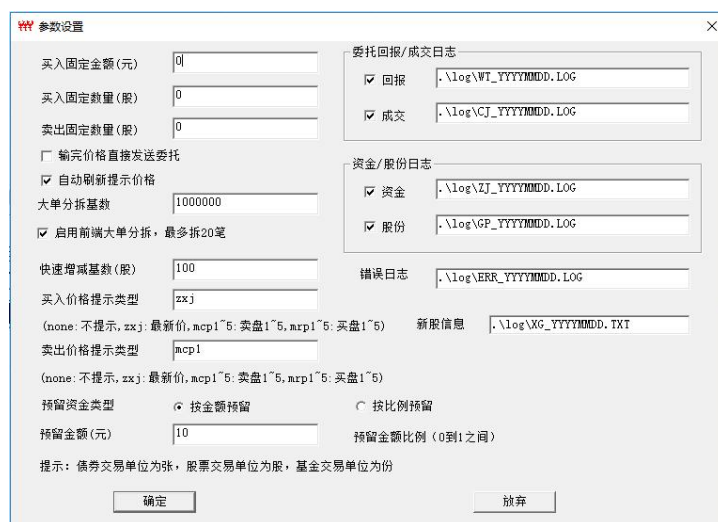 参数设置
买入固定金额(元) 0
买入固定数量(股) 0
卖出固定数量(股) 0
输完价格直接发送委托
自动刷新提示价格
大单分拆基数 1000000
启用前端大单分拆，最多拆20笔
快速增减基数(股) 100
买入价格提示类型 zxj
(none:不提示,zxj:最新价,mcp1~5:卖盘1~5,mrp1~5:买盘1~5)
卖出价格提示类型 mcp1
(none:不提示,zxj:最新价,mcp1~5:卖盘1~5,mrp1~5:买盘1~5)
预留资金类型 按金额预留 按比例预留
预留金额(元) 10 预留金额比例（0到1之间）
提示：债券交易单位为张，股票交易单位为股，基金交易单位为份
确定 放弃
委托回报/成交日志
回报 .\log\WT_YYYYMMDD.LOG
成交 .\log\CJ_YYYYMMDD.LOG
资金/股份日志
资金 .\log\ZJ_YYYYMMDD.LOG
股份 .\log\GP_YYYYMMDD.LOG
错误日志 .\log\ERR_YYYYMMDD.LOG
新股信息 .\log\XG_YYYYMMDD.TXT